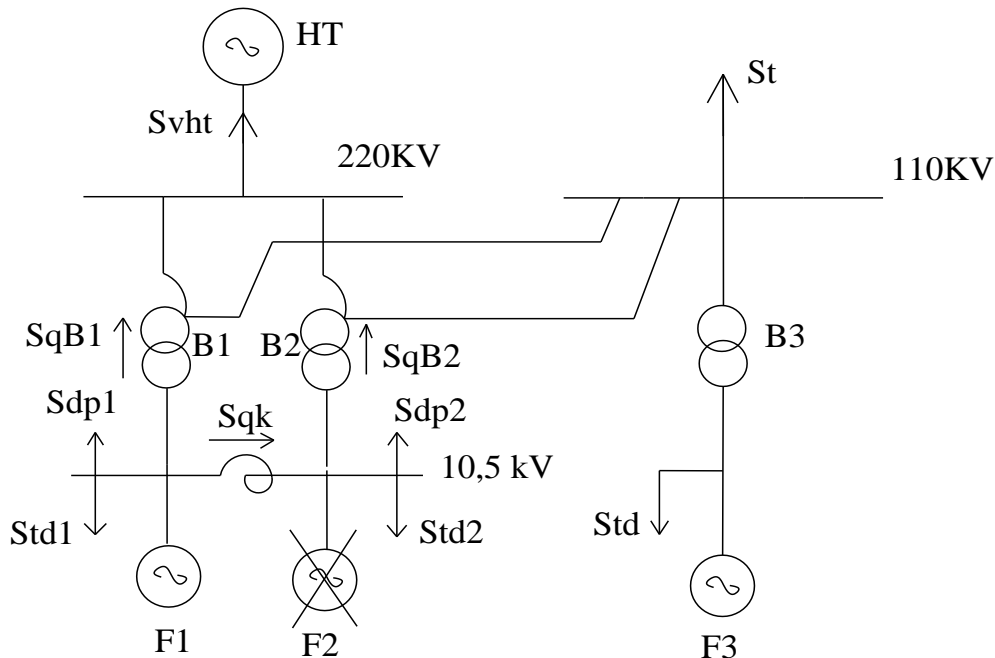 HT
St
Svht
220KV
110KV
SqB1
B1
B2
SqB2
B3
Sdp1
Sqk
Sdp2
10,5 kV
Std1
Std2
Std
F1
F2
F3